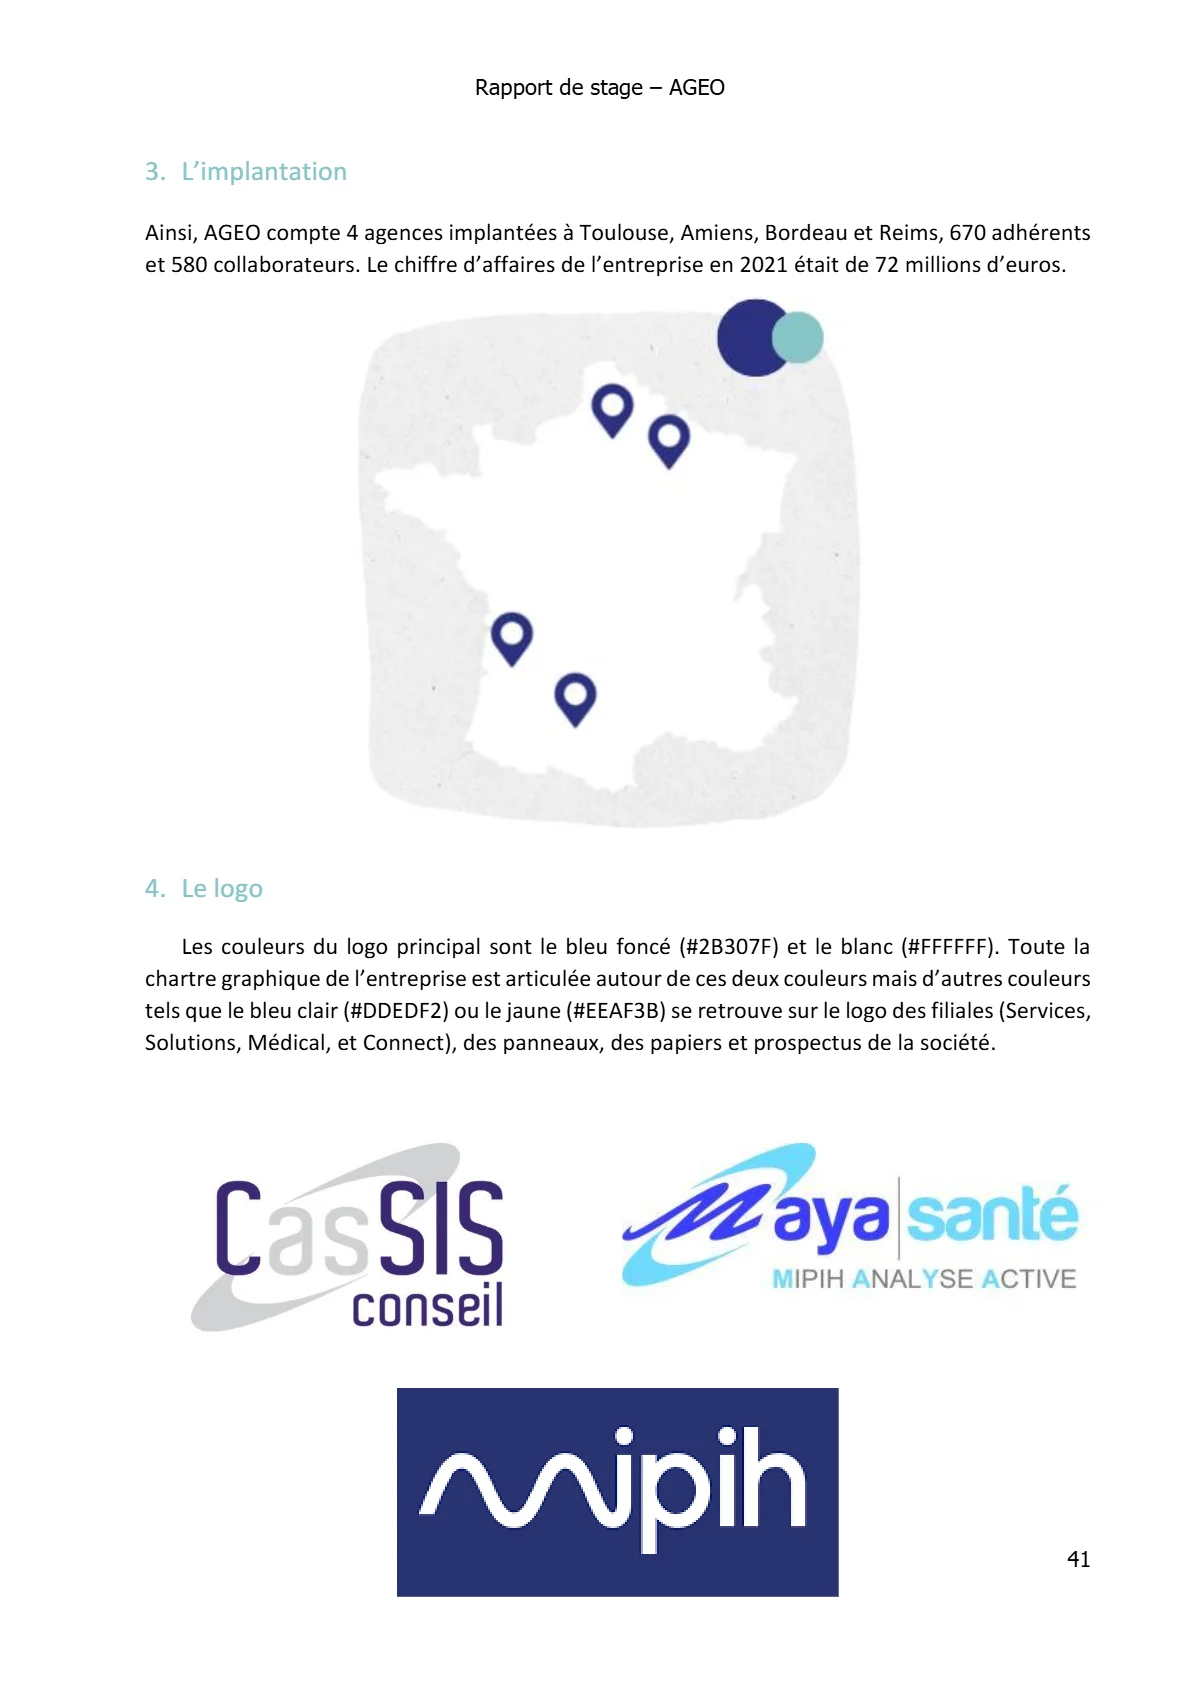 Rapport de stage – AGEO
3. L’implantation
Ainsi, AGEO compte 4 agences implantées à Toulouse, Amiens, Bordeau et Reims, 670 adhérents
et 580 collaborateurs. Le chiffre d’affaires de l’entreprise en 2021 était de 72 millions d’euros.
4. Le logo
Les couleurs du logo principal sont le bleu foncé (#2B307F) et le blanc (#FFFFFF). Toute la
chartre graphique de l’entreprise est articulée autour de ces deux couleurs mais d’autres couleurs
tels que le bleu clair (#DDEDF2) ou le jaune (#EEAF3B) se retrouve sur le logo des filiales (Services,
Solutions, Médical, et Connect), des panneaux, des papiers et prospectus de la société.
CasSIS
conseil
Maya santé
MIPIH ANALYSE ACTIVE
mipih
41